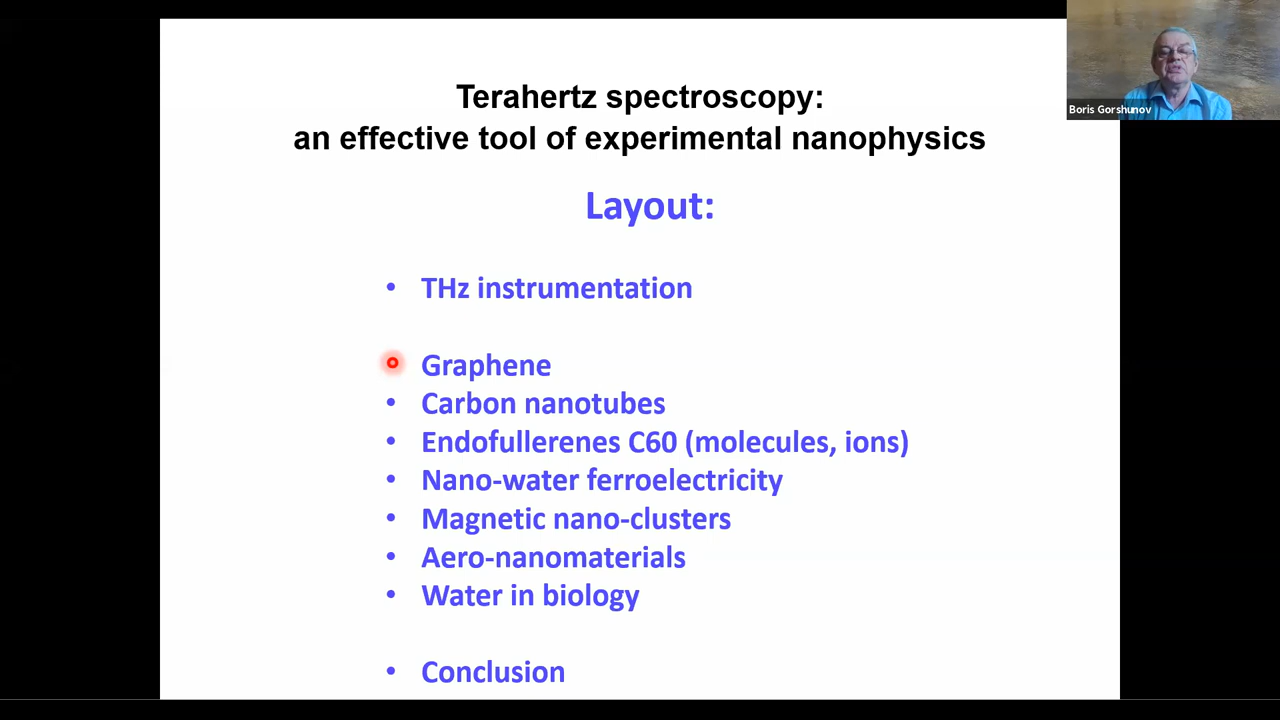 Terahertz spectroscopy:
an effective tool of experimental nanophysics
Boris Gorshunov
Layout:
• THz instrumentation
Graphene
• Carbon nanotubes
• Endofullerenes C60 (molecules, ions)
• Nano-water ferroelectricity
• Magnetic nano-clusters
• Aero-nanomaterials
• Water in biology
• Conclusion